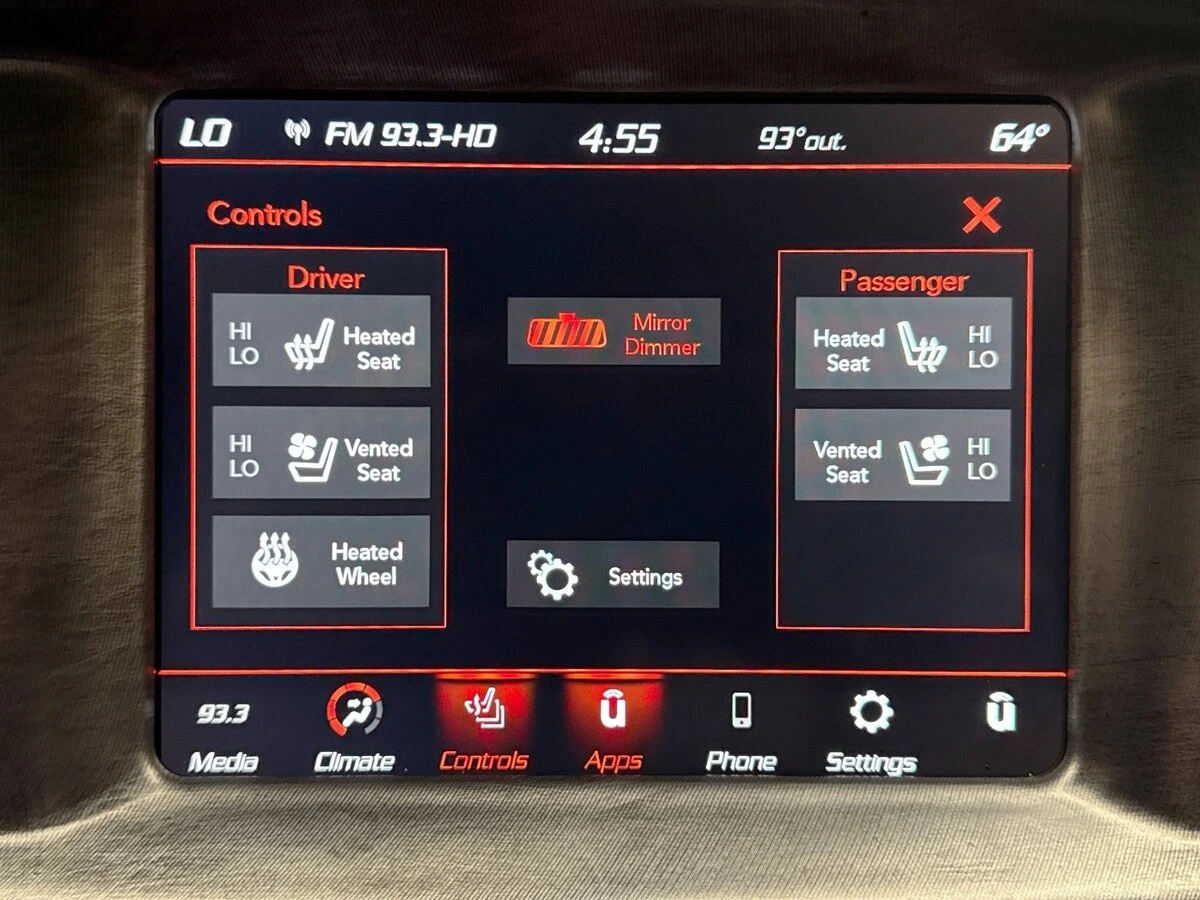 LO FM 93.3-HD 4:55 93°out. 64°
Controls X
Driver
HI
LO
Heated
Seat
HI
LO
Vented
Seat
Heated
Wheel
Mirror
Dimmer
Settings
Passenger
Heated
Seat
HI
LO
Vented
Seat
HI
LO
93.3
Media
Climate
Controls
u
Apps
Phone
Settings
u